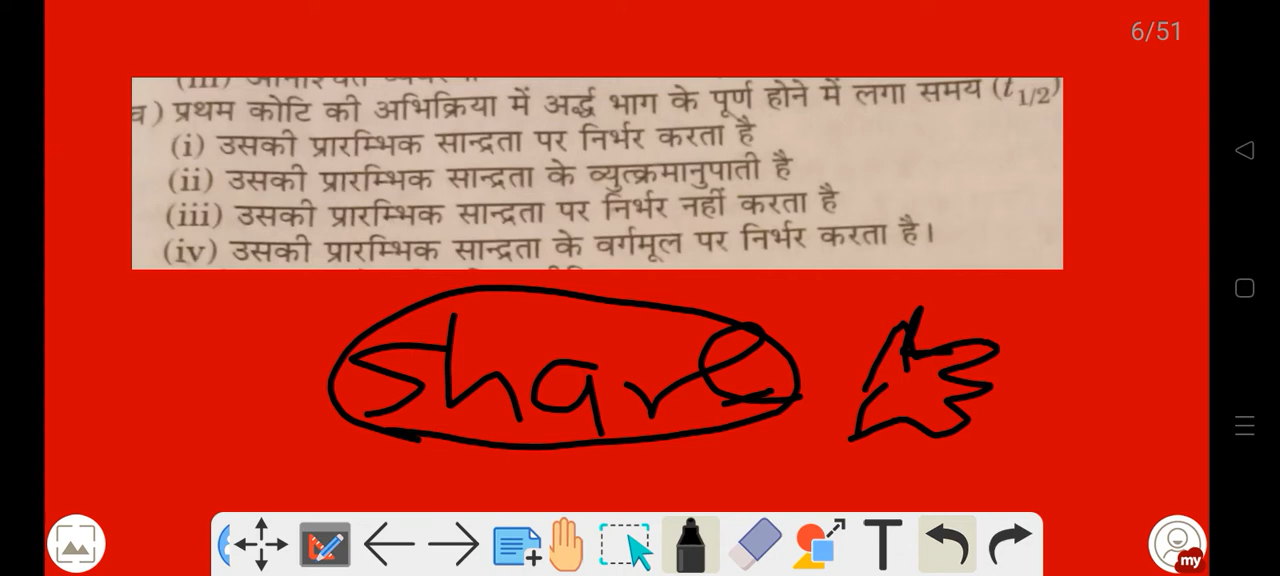 6/51
व) प्रथम कोटि की अभिक्रिया में अर्द्ध भाग के पूर्ण होने में लगा समय (t 1/2)
(i) उसकी प्रारम्भिक सान्द्रता पर निर्भर करता है
(ii) उसकी प्रारम्भिक सान्द्रता के व्युत्क्रमानुपाती है
(iii) उसकी प्रारम्भिक सान्द्रता पर निर्भर नहीं करता है
(iv) उसकी प्रारम्भिक सान्द्रता के वर्गमूल पर निर्भर करता है।
Share
T
my